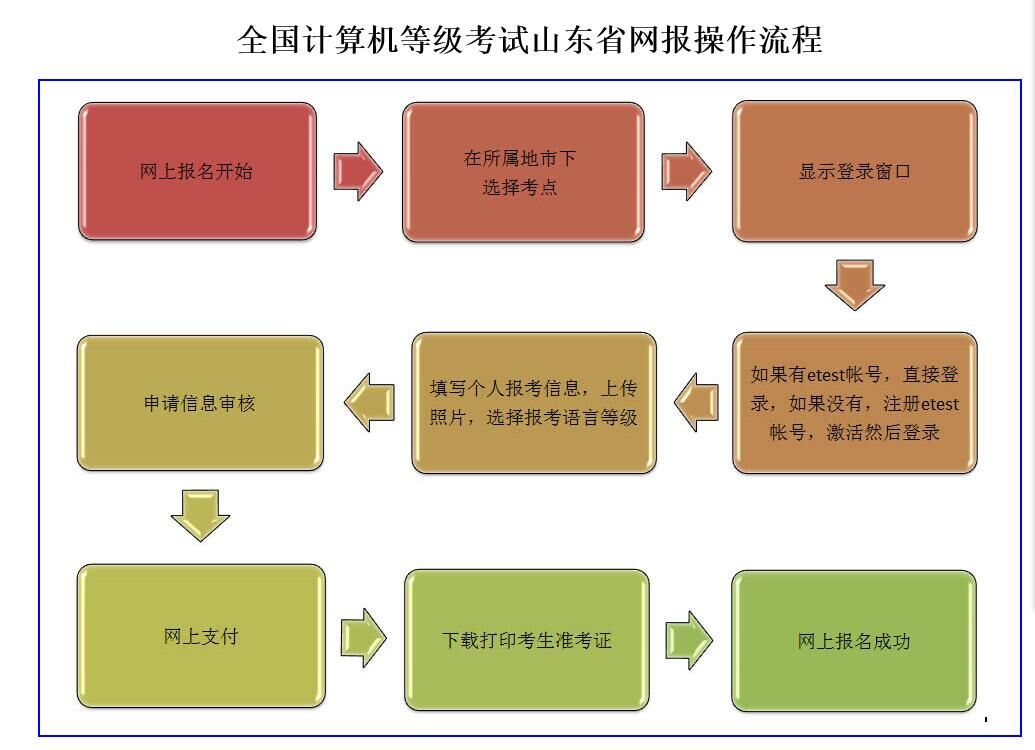 全国计算机等级考试山东省网报操作流程
网上报名开始
在所属地市下
选择考点
显示登录窗口
如果有etest帐号，直接登
录，如果没有，注册etest
帐号，激活然后登录
填写个人报考信息，上传
照片，选择报考语言等级
申请信息审核
网上支付
下载打印考生准考证
网上报名成功